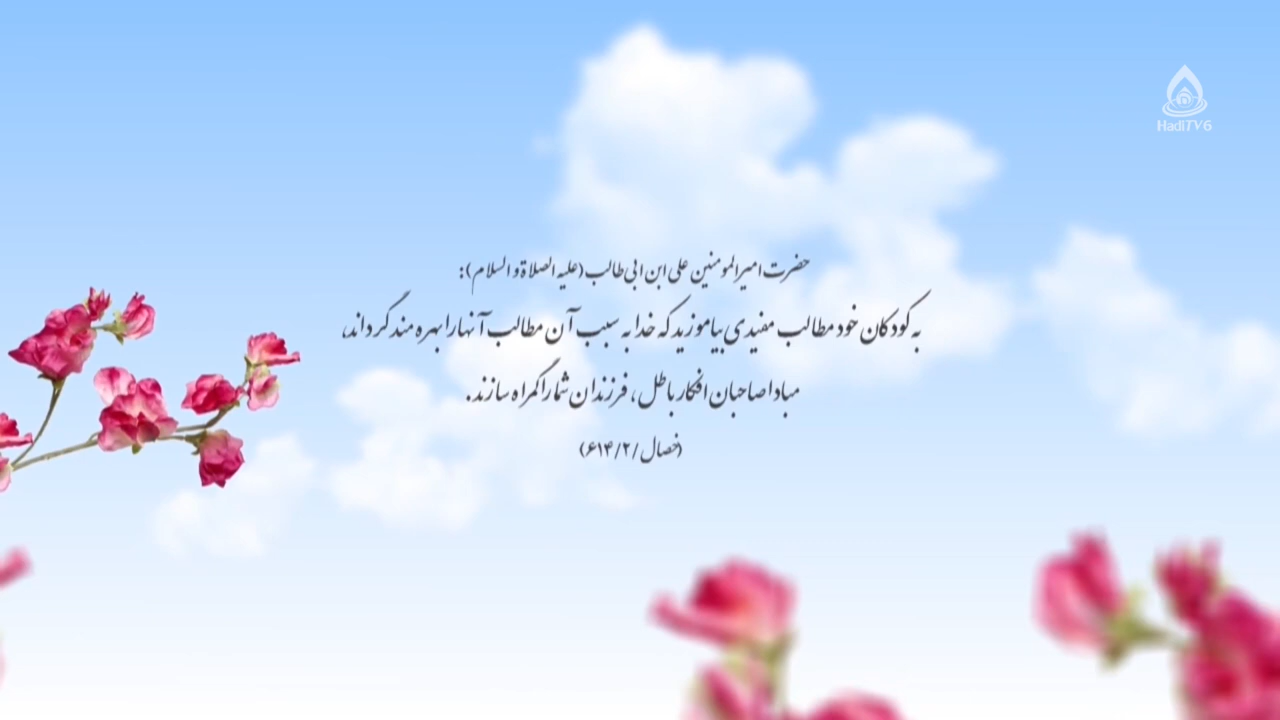 HadiTV6
حضرت امیرالمومنین علی ابن ابی طالب (علیه الصلاة و السلام):
به کودکان خود مطالب مفیدی بیاموزید که خدا به سبب آن مطالب آنها را بهره مند گرداند،
مبادا صاحبان افکار باطل، فرزندان شما را گمراه سازند.
(خصال/۶۱۴/۲)